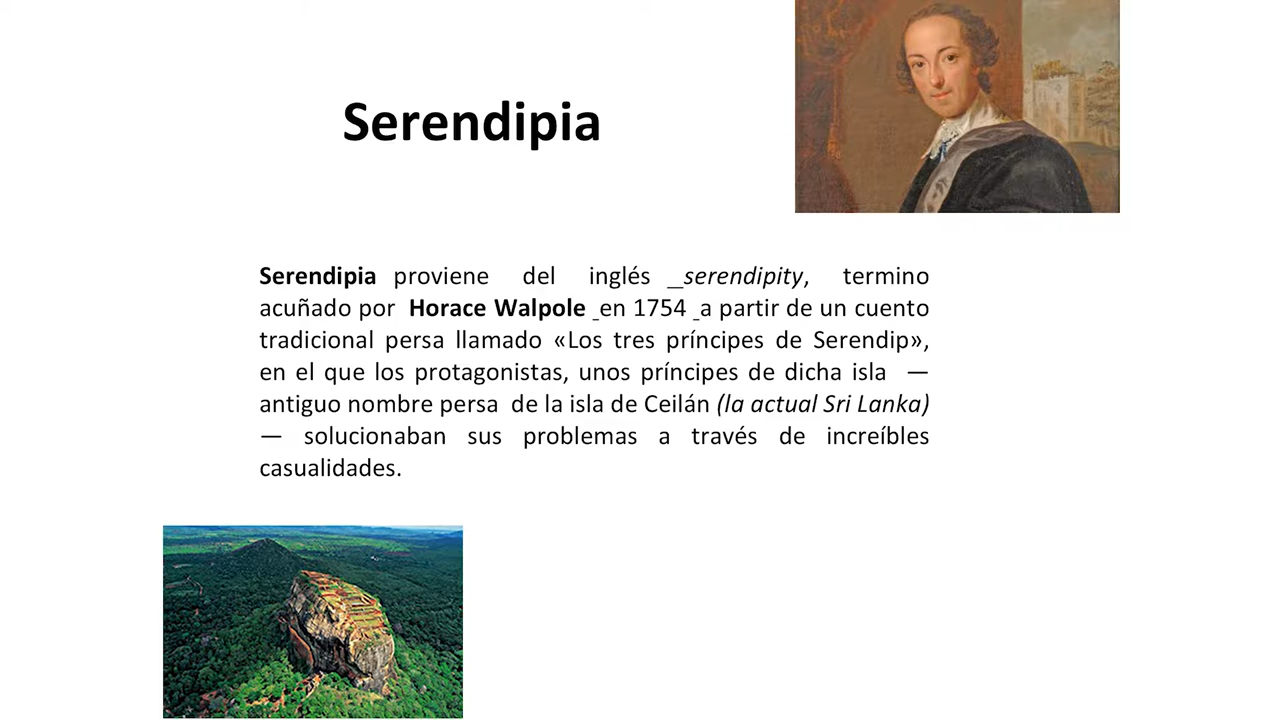 Serendipia
Serendipia proviene del inglés _serendipity, termino
acuñado por Horace Walpole _en 1754 _a partir de un cuento
tradicional persa llamado «Los tres príncipes de Serendip»,
en el que los protagonistas, unos príncipes de dicha isla —
antiguo nombre persa de la isla de Ceilán (la actual Sri Lanka)
— solucionaban sus problemas a través de increíbles
casualidades.